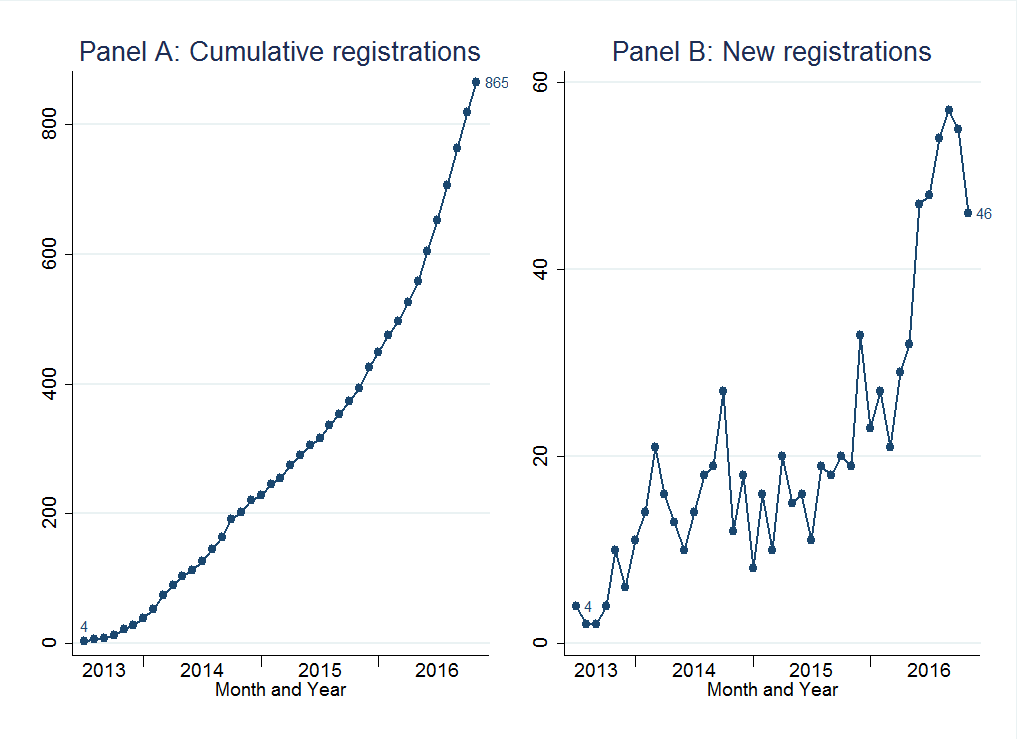 Panel A: Cumulative registrations
800
600
400
200
0
865
4
2013 2014 2015 2016
Month and Year
Panel B: New registrations
60
40
20
0
4
46
2013 2014 2015 2016
Month and Year